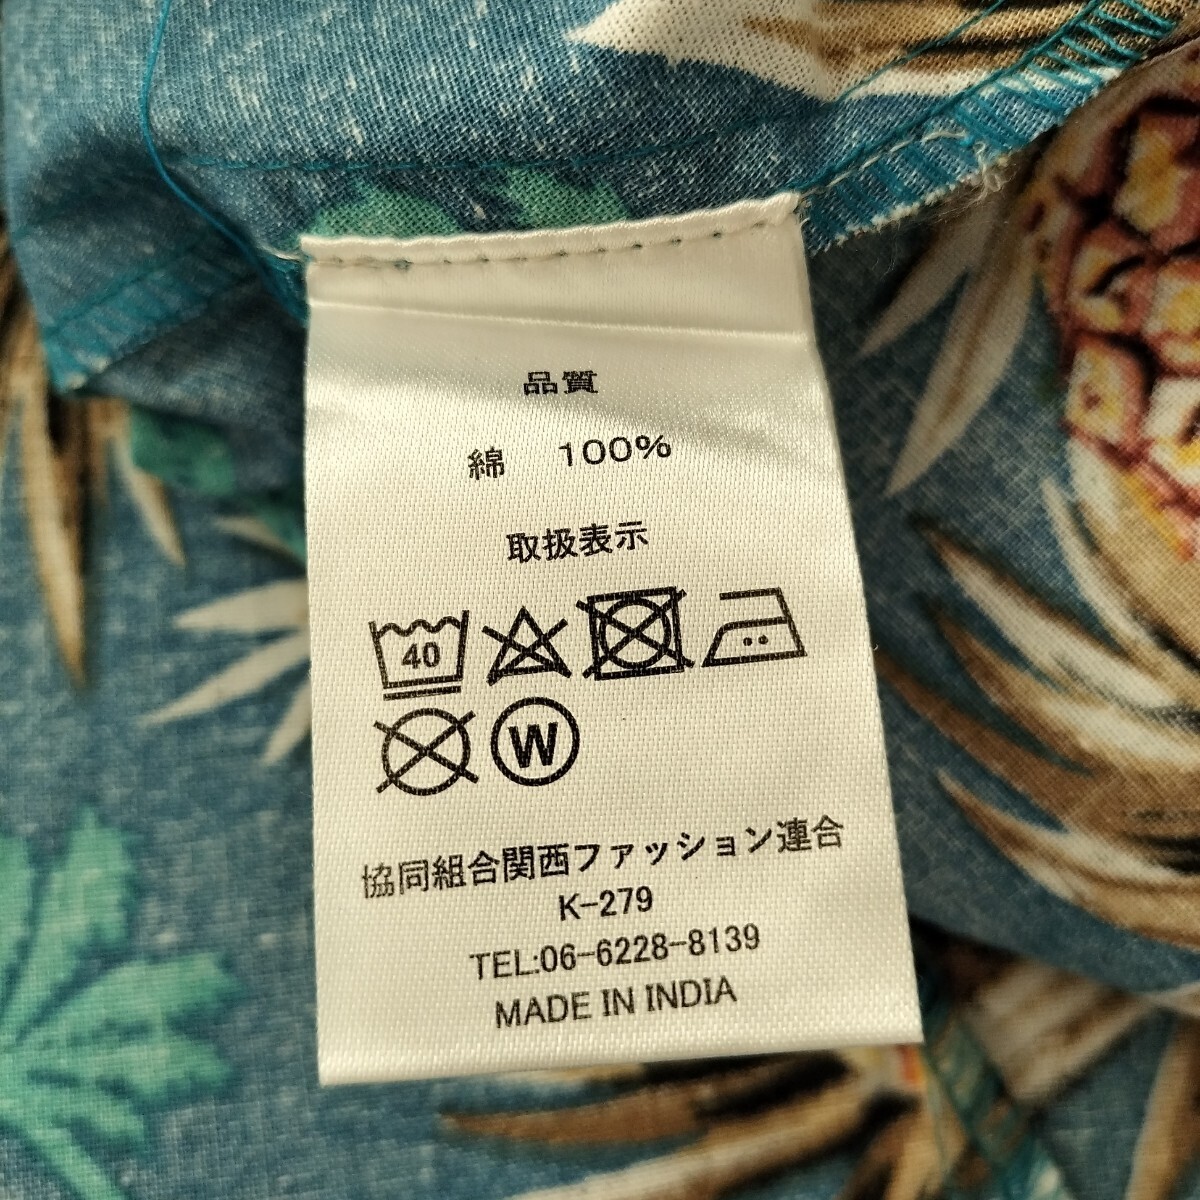 品質
綿 100%
取扱表示
40
W
協同組合関西ファッション連合
K-279
TEL:06-6228-8139
MADE IN INDIA